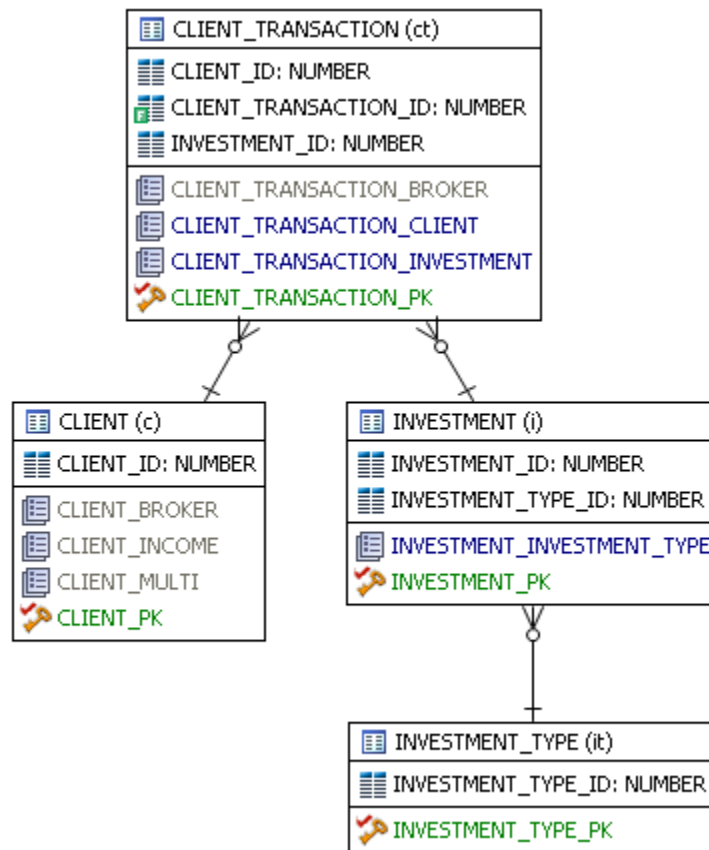 CLIENT_TRANSACTION (ct)
CLIENT_ID: NUMBER
CLIENT_TRANSACTION_ID: NUMBER
INVESTMENT_ID: NUMBER
CLIENT_TRANSACTION_BROKER
CLIENT_TRANSACTION_CLIENT
CLIENT_TRANSACTION_INVESTMENT
CLIENT_TRANSACTION_PK
CLIENT (c)
CLIENT_ID: NUMBER
CLIENT_BROKER
CLIENT_INCOME
CLIENT_MULTI
CLIENT_PK
INVESTMENT (i)
INVESTMENT_ID: NUMBER
INVESTMENT_TYPE_ID: NUMBER
INVESTMENT_INVESTMENT_TYPE
INVESTMENT_PK
INVESTMENT_TYPE (it)
INVESTMENT_TYPE_ID: NUMBER
INVESTMENT_TYPE_PK